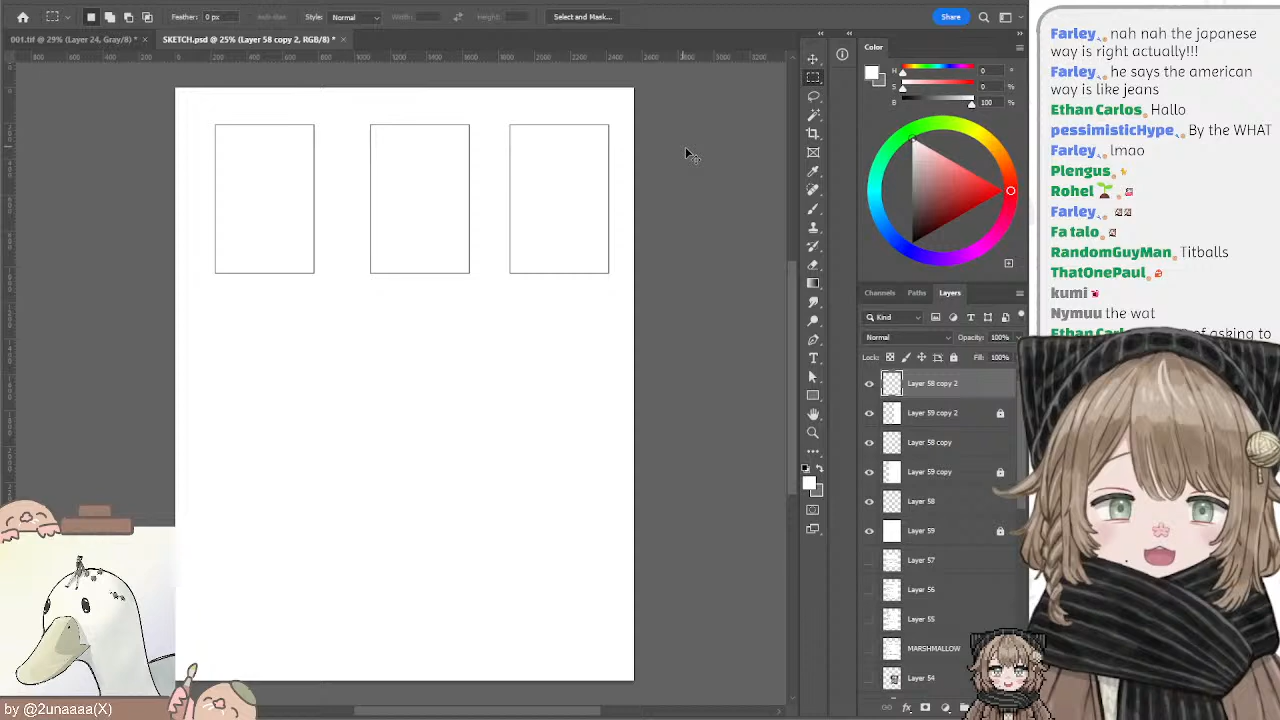 Feather: 0 px
Style: Normal
Width:
Height:
Select and Mask...
Share
001.tif @ 29% (Layer 24, Gray/8) *
SKETCH.psd @ 25% (Layer 58 copy 2, RGB/8) *
Color
H 0 °
S 0 %
B 100 %
Channels Paths Layers
Kind
Normal Opacity: 100%
Lock: Fill: 100%
Layer 58 copy 2
Layer 59 copy 2
Layer 58 copy
Layer 59 copy
Layer 58
Layer 59
Layer 57
Layer 56
Layer 55
MARSHMALLOW
Layer 54
Farley nah nah the japanese
way is right actually!!!
Farley he says the american
way is like jeans
Ethan Carlos Hallo
pessimisticHype By the WHAT
Farley lmao
Plengus
Rohel
Farley
Fa talo
RandomGuyMan Titballs
ThatOnePaul
kumi
Nymuu the wat
by @2unaaaa(X)